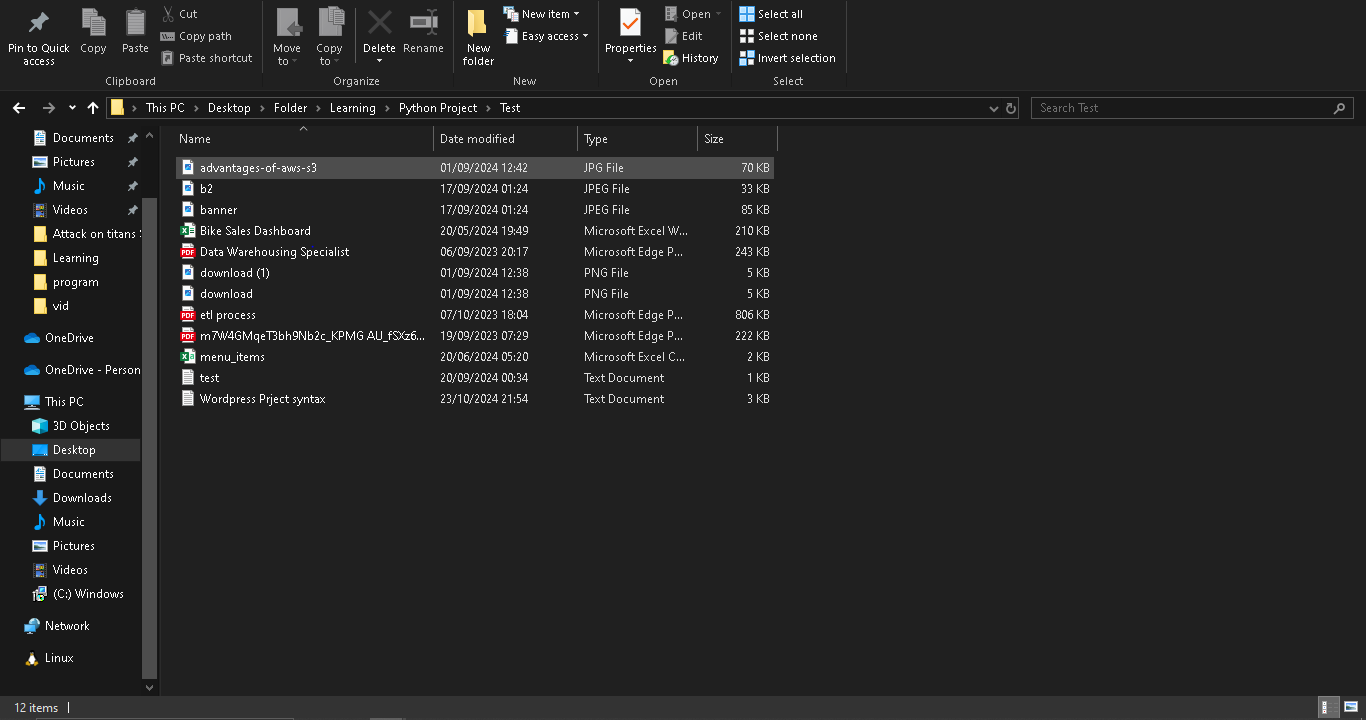 Pin to Quick access
Copy
Paste
Cut
Copy path
Paste shortcut
Clipboard
Move to
Copy to
Delete
Rename
Organize
New folder
New item
Easy access
New
Properties
Open
Edit
History
Open
Select all
Select none
Invert selection
Select
This PC > Desktop > Folder > Learning > Python Project > Test
Search Test
Documents
Pictures
Music
Videos
Attack on titans
Learning
program
vid
OneDrive
OneDrive - Person
This PC
3D Objects
Desktop
Documents
Downloads
Music
Pictures
Videos
(C:) Windows
Network
Linux
Name Date modified Type Size
advantages-of-aws-s3 01/09/2024 12:42 JPG File 70 KB
b2 17/09/2024 01:24 JPEG File 33 KB
banner 17/09/2024 01:24 JPEG File 85 KB
Bike Sales Dashboard 20/05/2024 19:49 Microsoft Excel W... 210 KB
PDF Data Warehousing Specialist 06/09/2023 20:17 Microsoft Edge P... 243 KB
download (1) 01/09/2024 12:38 PNG File 5 KB
download 01/09/2024 12:38 PNG File 5 KB
PDF etl process 07/10/2023 18:04 Microsoft Edge P... 806 KB
PDF m7W4GMqeT3bh9Nb2c_KPMG AU_fSXz6... 19/09/2023 07:29 Microsoft Edge P... 222 KB
menu_items 20/06/2024 05:20 Microsoft Excel C... 2 KB
test 20/09/2024 00:34 Text Document 1 KB
Wordpress Prject syntax 23/10/2024 21:54 Text Document 3 KB
12 items